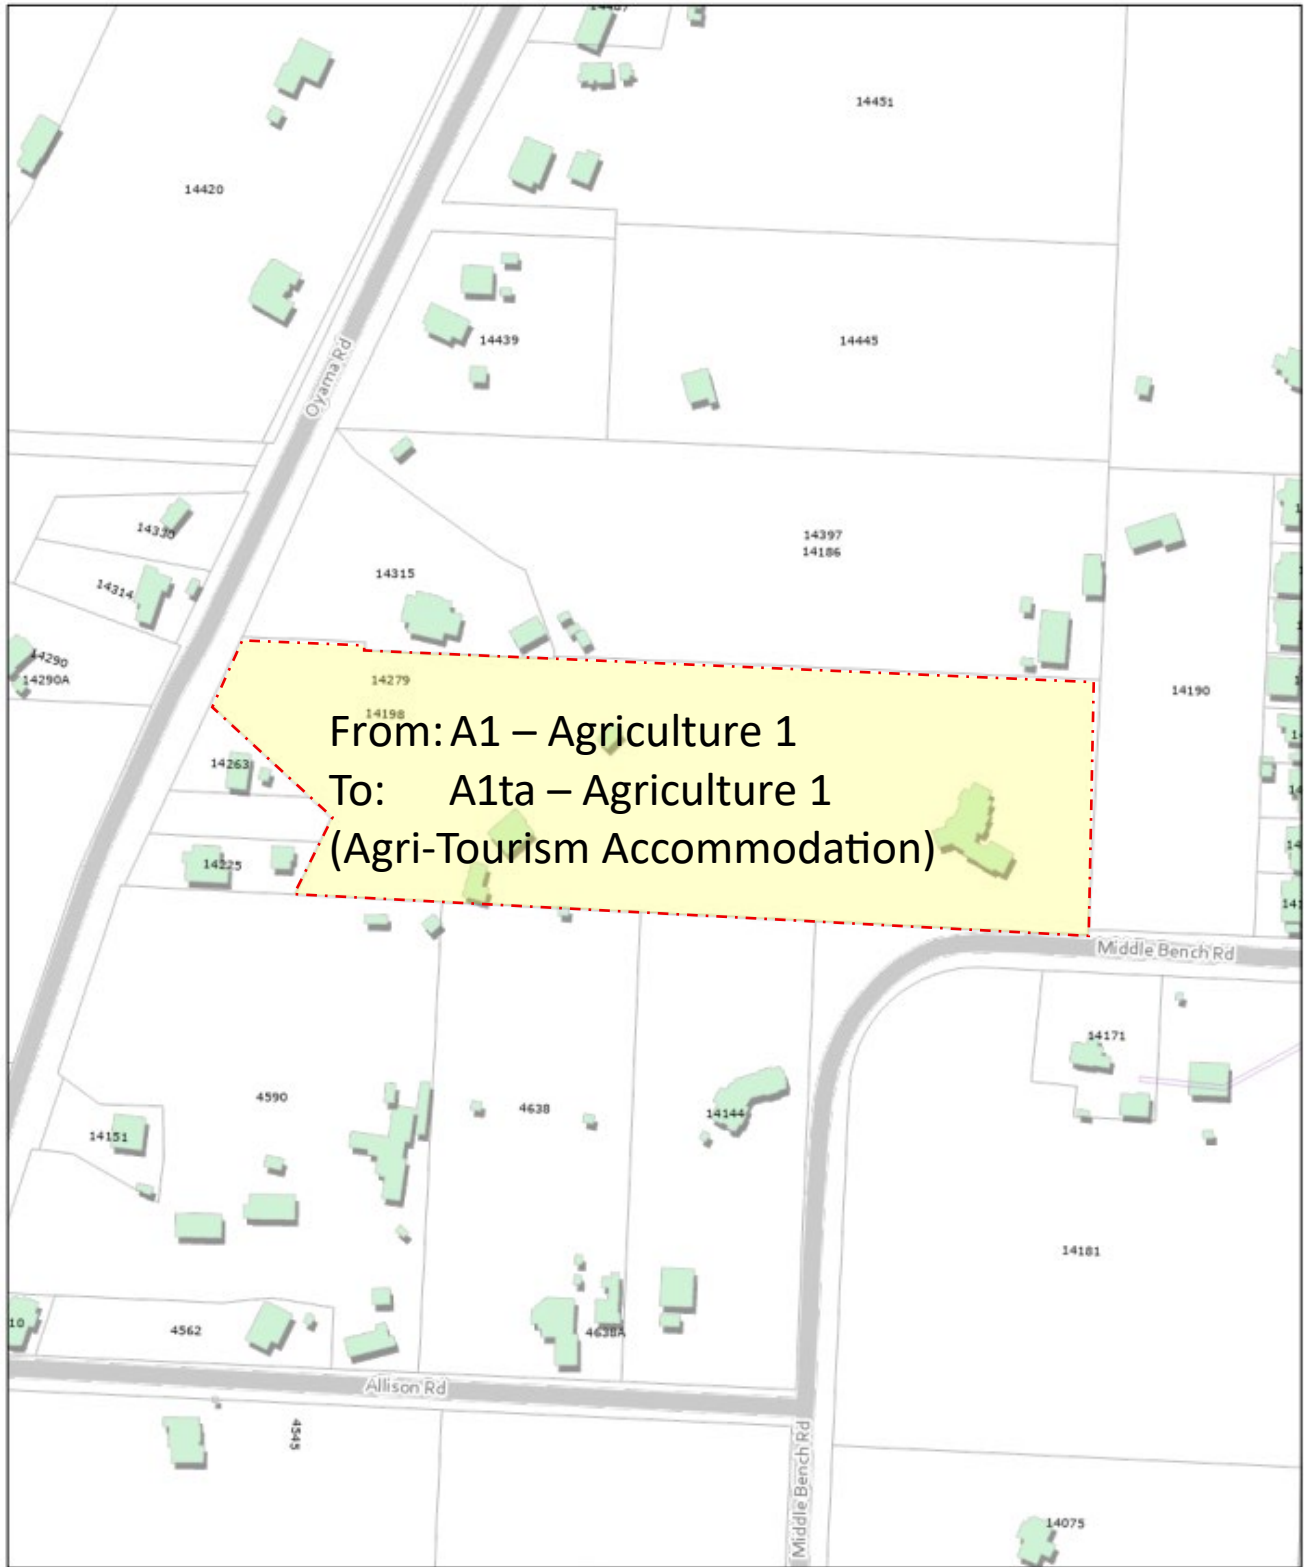 14451
14420
Oyama Rd
14439
14445
14330
14397
14186
14315
14314
14290
14290A
14279
14190
14198
From: A1 – Agriculture 1
14263
To: A1ta – Agriculture 1
(Agri-Tourism Accommodation)
14225
Middle Bench Rd
14171
4590
4638
14144
14151
14181
10
4562
4638A
Allison Rd
4545
Middle Bench Rd
14075